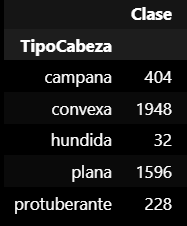 Clase
TipoCabeza
campana 404
convexa 1948
hundida 32
plana 1596
protuberante 228